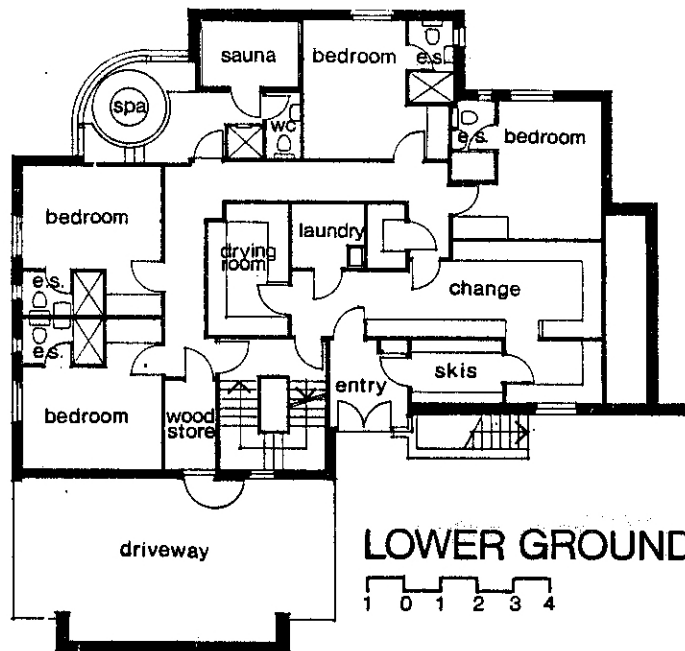 sauna
bedroom
e.s.
spa
wc
e.s.
bedroom
bedroom
laundry
drying
room
e.s.
change
e.s.
entry
skis
bedroom
wood
store
driveway
LOWER GROUND
1 0 1 2 3 4